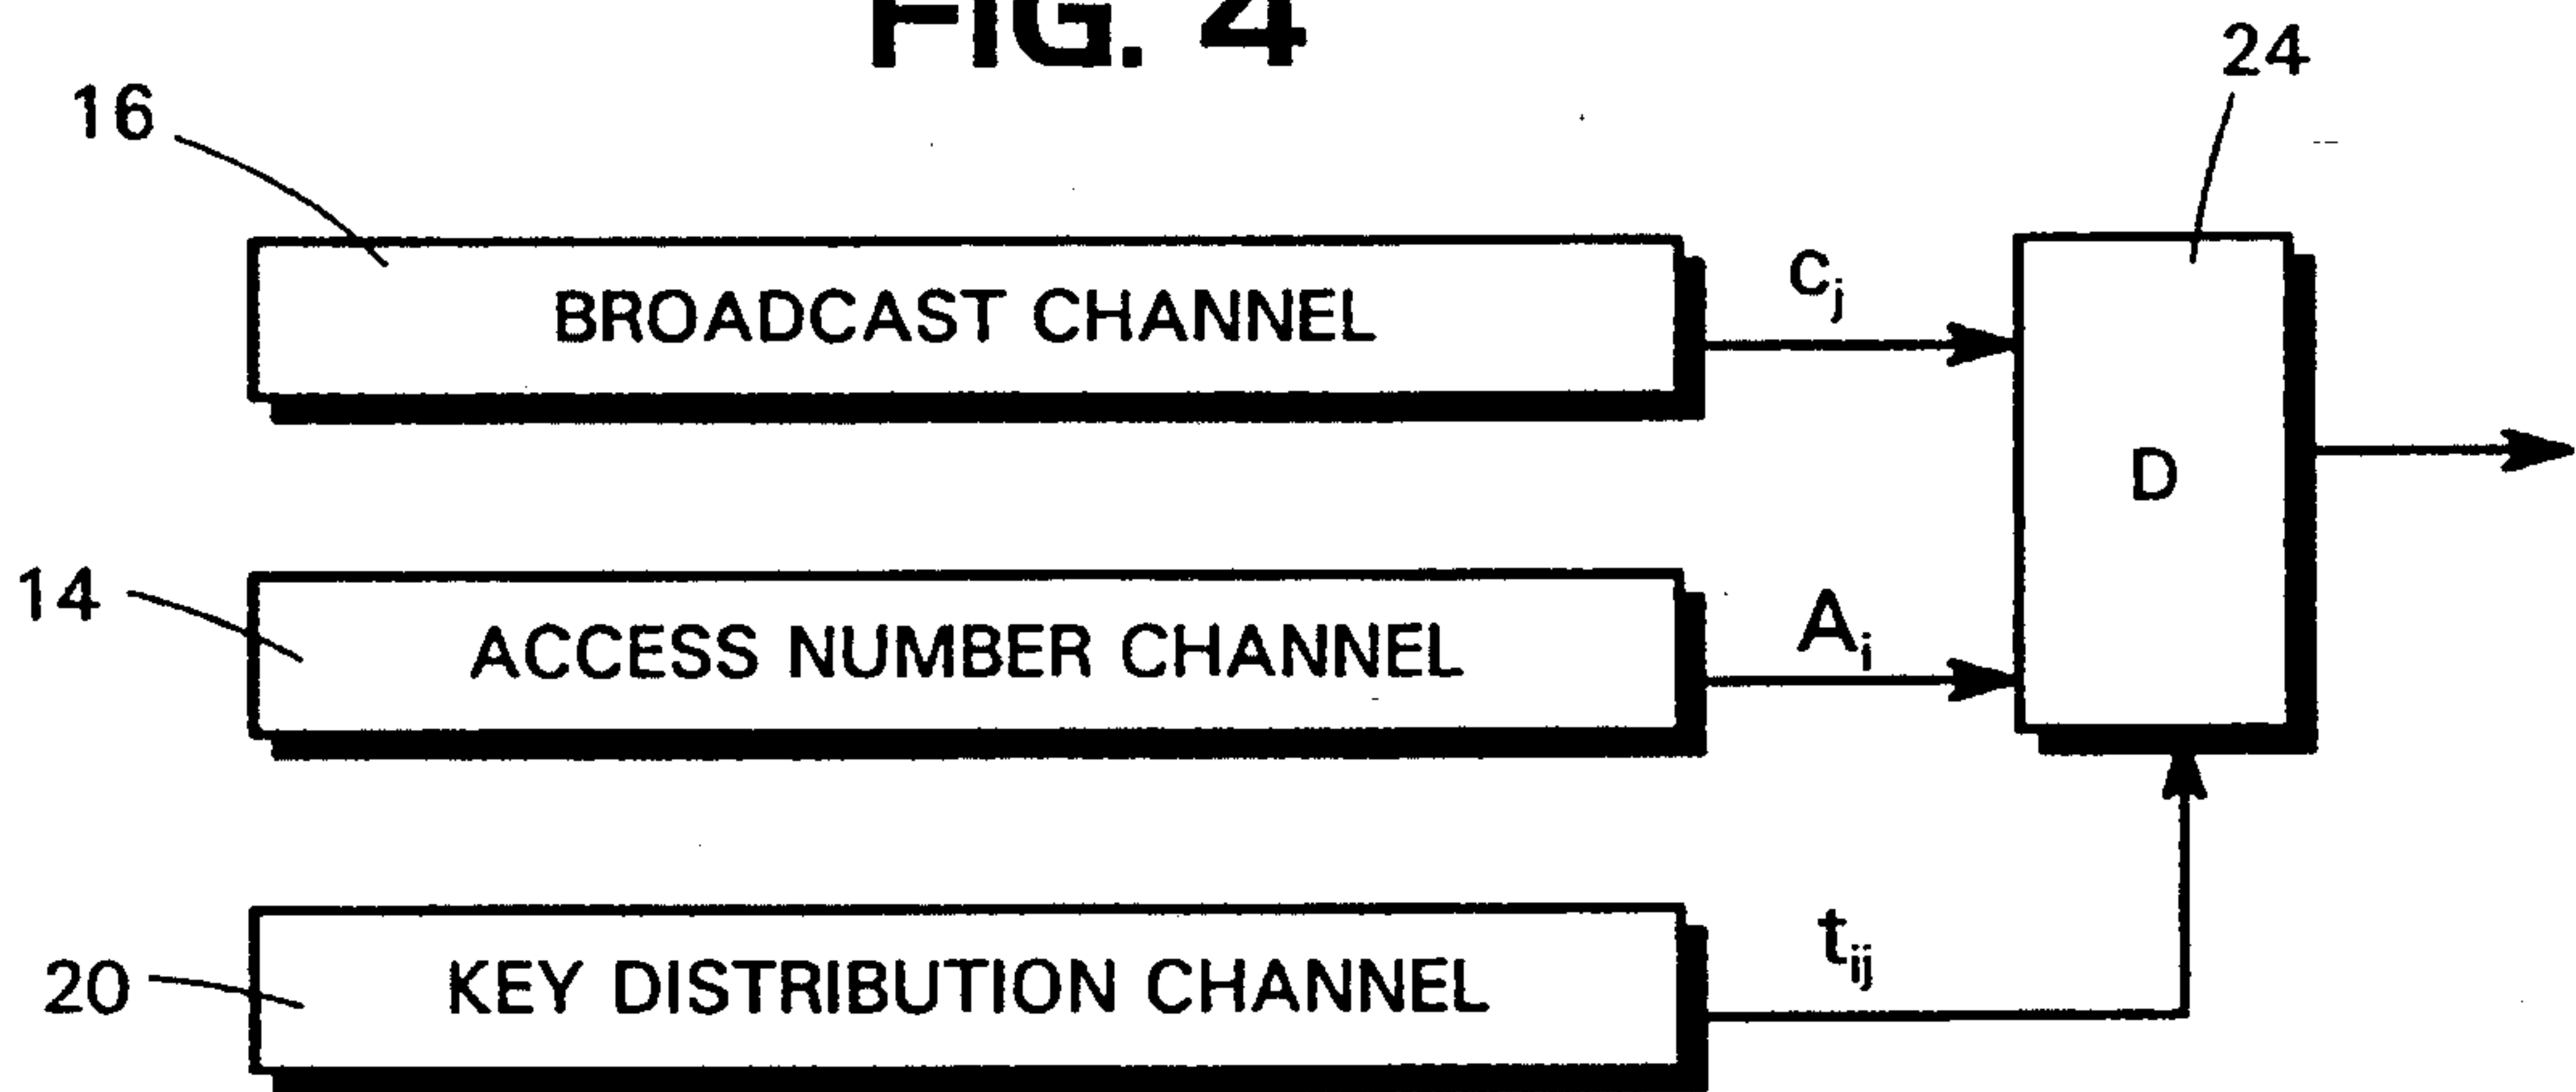 FIG. 4
24
16
BROADCAST CHANNEL
cj
D
14
ACCESS NUMBER CHANNEL
Ai
20
KEY DISTRIBUTION CHANNEL
tij